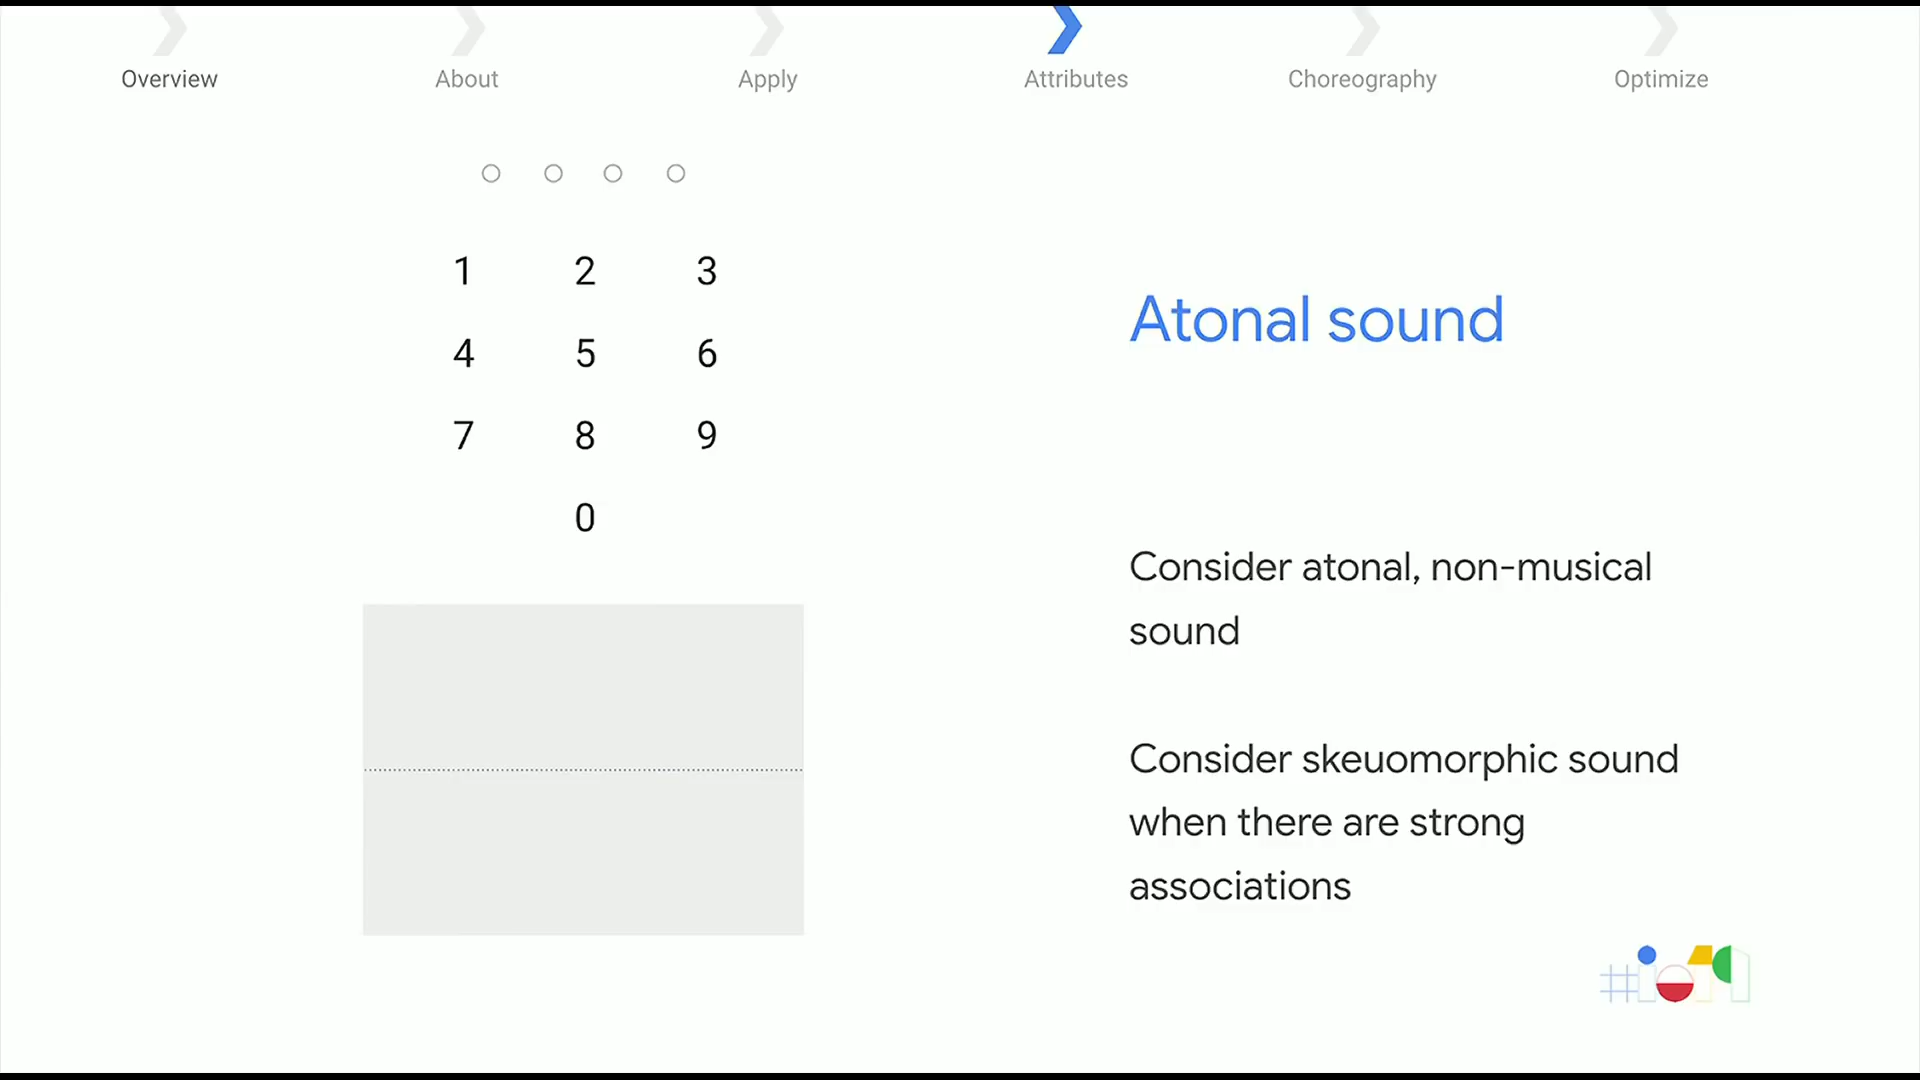 Overview About Apply Attributes Choreography Optimize
1 2 3
4 5 6
7 8 9
0
Atonal sound
Consider atonal, non-musical
sound
Consider skeuomorphic sound
when there are strong
associations
#io19